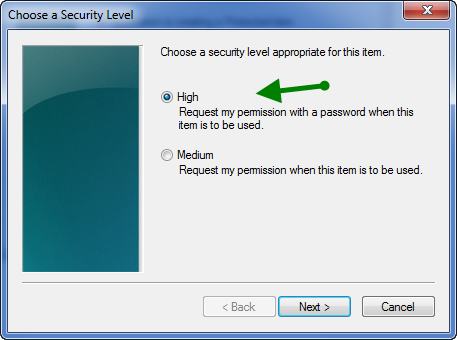 Choose a Security Level
Choose a security level appropriate for this item.
High
Request my permission with a password when this
item is to be used.
Medium
Request my permission when this item is to be used.
< Back
Next >
Cancel